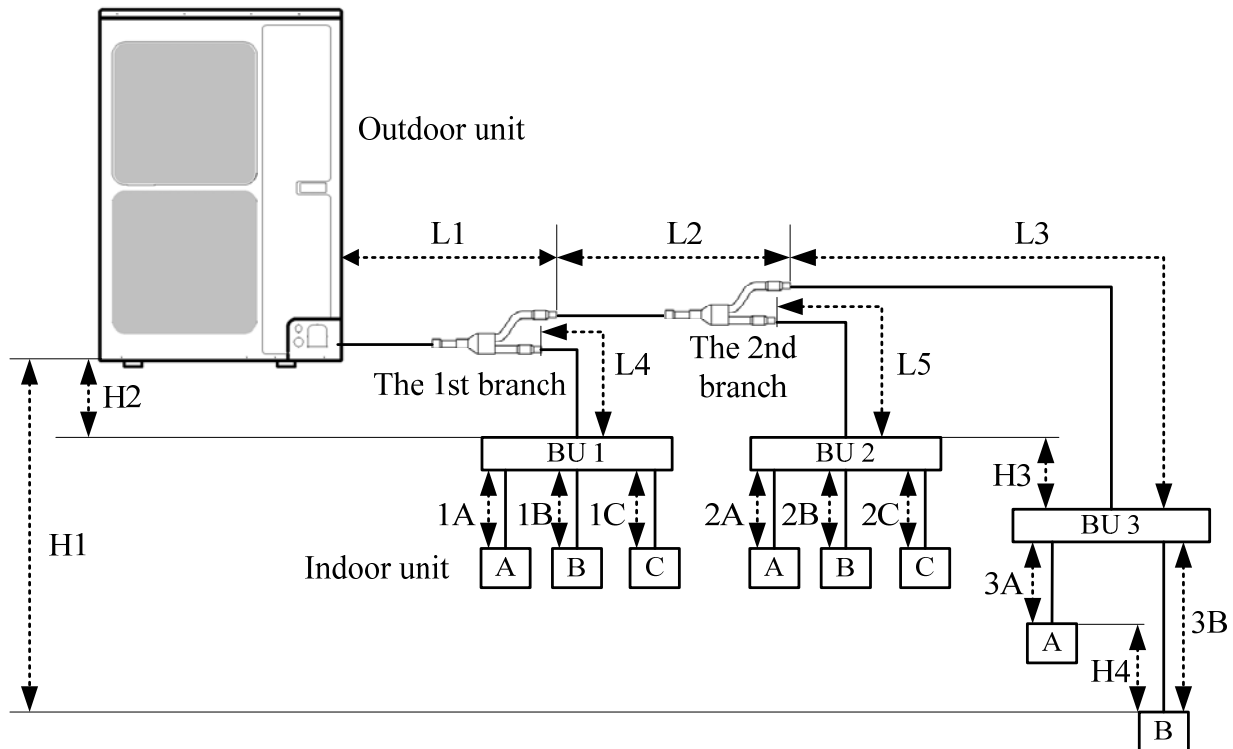 Outdoor unit
L1
L2
L3
The 1st branch
L4
The 2nd
branch
L5
H2
BU 1
BU 2
H3
BU 3
1A
1B
1C
2A
2B
2C
H1
Indoor unit
A
B
C
A
B
C
3A
3B
A
H4
B